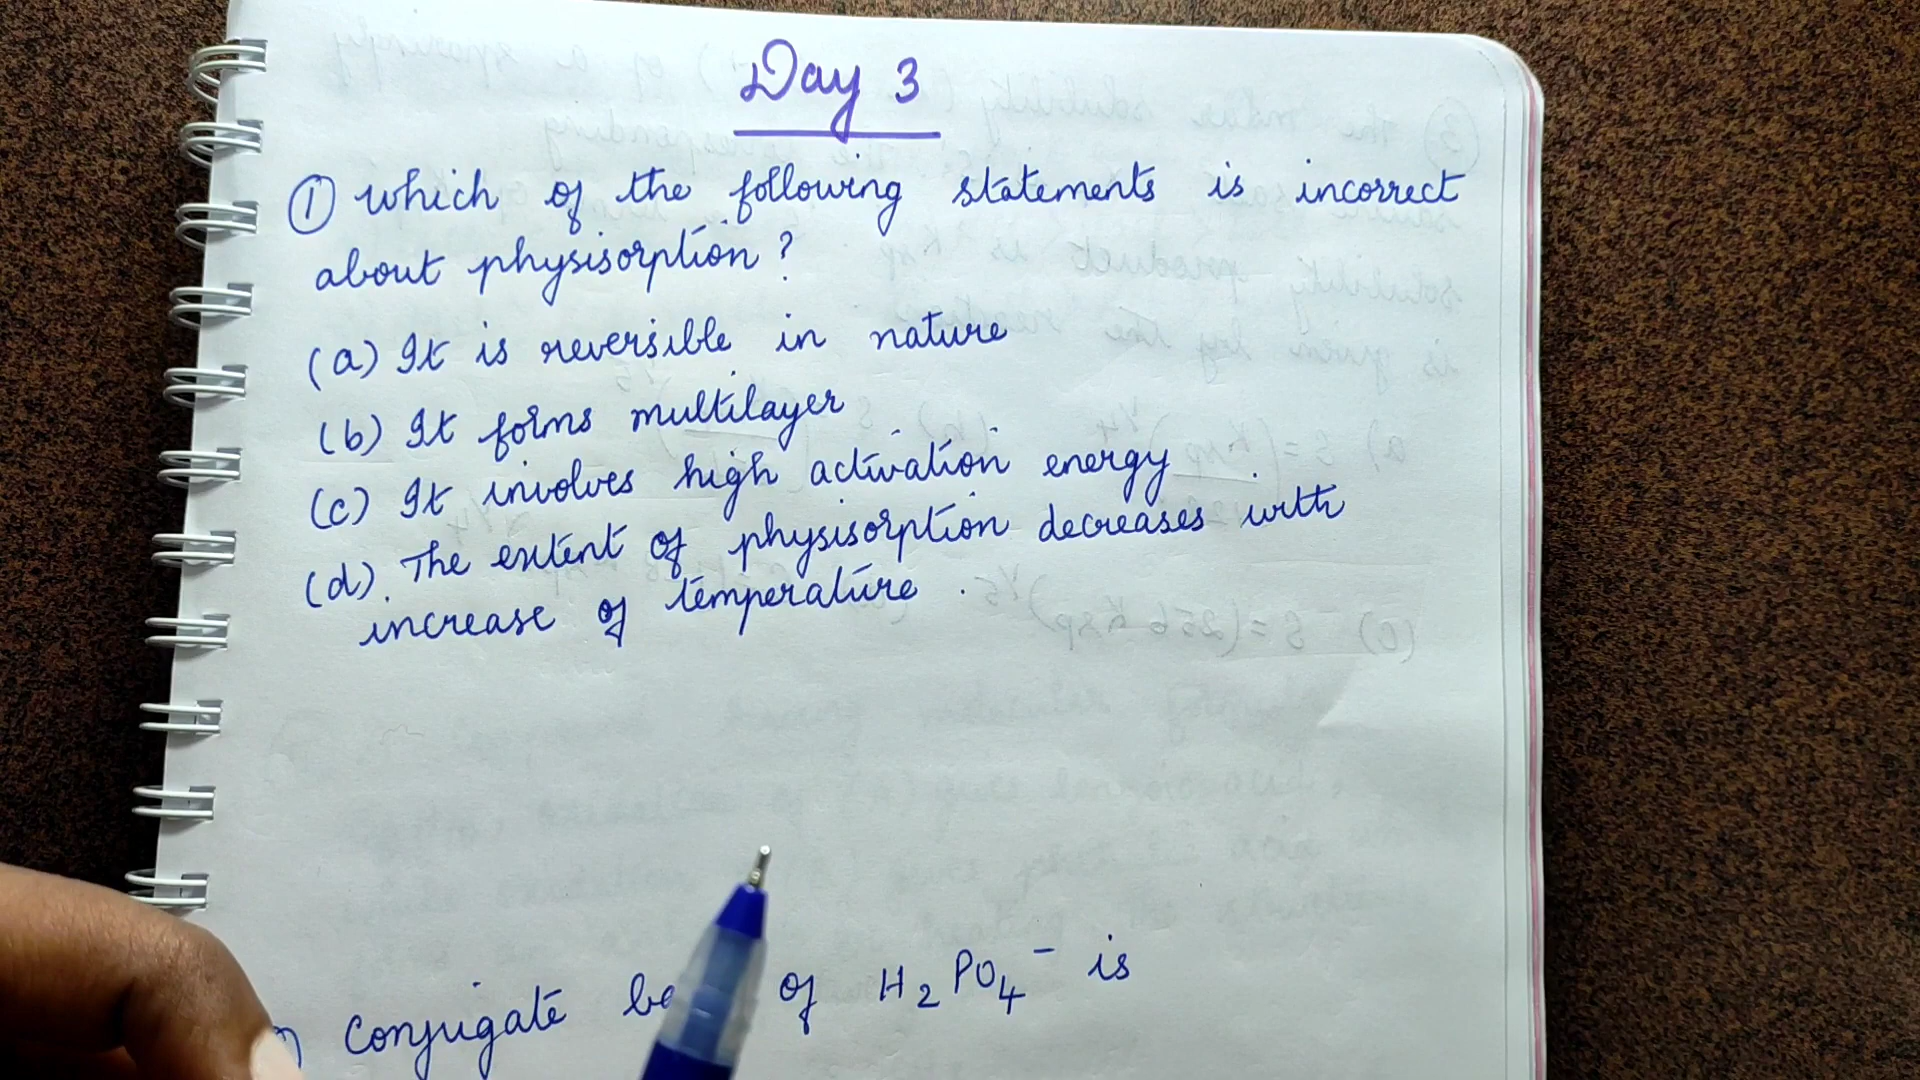 Day 3
① which of the following statements is incorrect
about physisorption ?
(a) It is reversible in nature
(b) It forms multilayer
(c) It involves high activation energy
(d). The extent of physisorption decreases with
increase of temperature .
Conjugate of H₂PO₄⁻ is